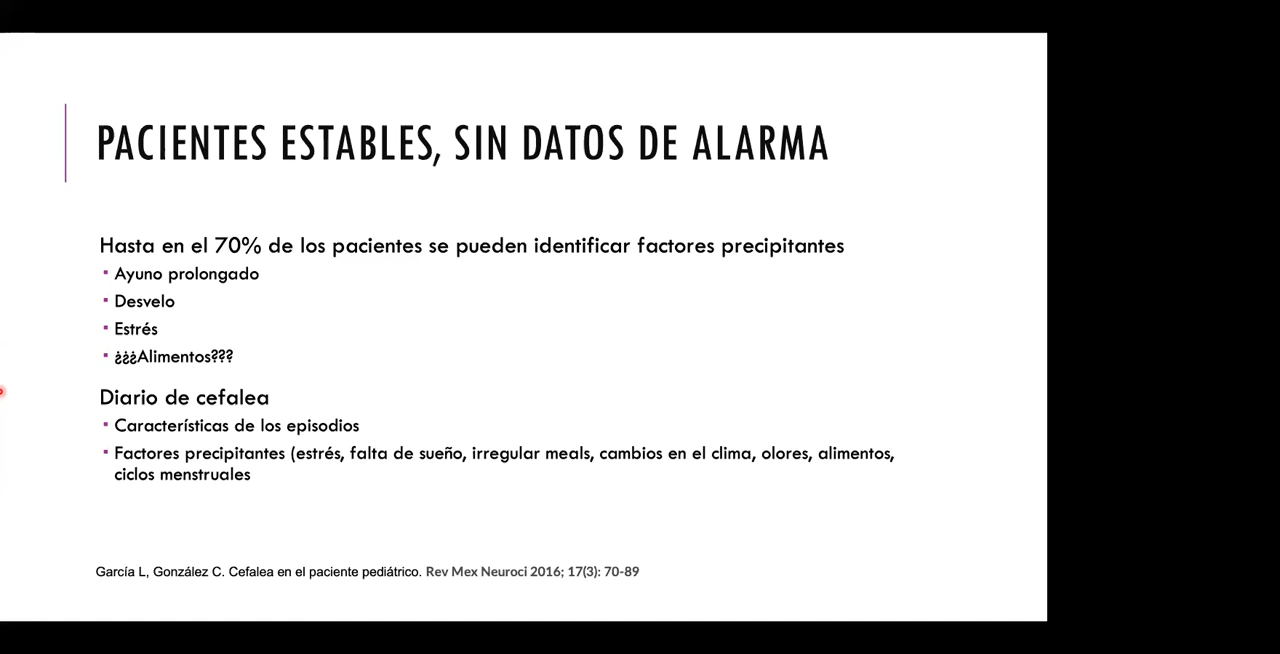 PACIENTES ESTABLES, SIN DATOS DE ALARMA
Hasta en el 70% de los pacientes se pueden identificar factores precipitantes
▪ Ayuno prolongado
▪ Desvelo
▪ Estrés
▪ ¿¿¿Alimentos???
Diario de cefalea
▪ Características de los episodios
▪ Factores precipitantes (estrés, falta de sueño, irregular meals, cambios en el clima, olores, alimentos,
ciclos menstruales
García L, González C. Cefalea en el paciente pediátrico. Rev Mex Neuroci 2016; 17(3): 70-89